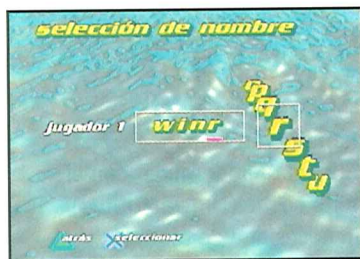 selección de nombre
jugador 1 winr
p
q
r
s
t
u
atrás seleccionar